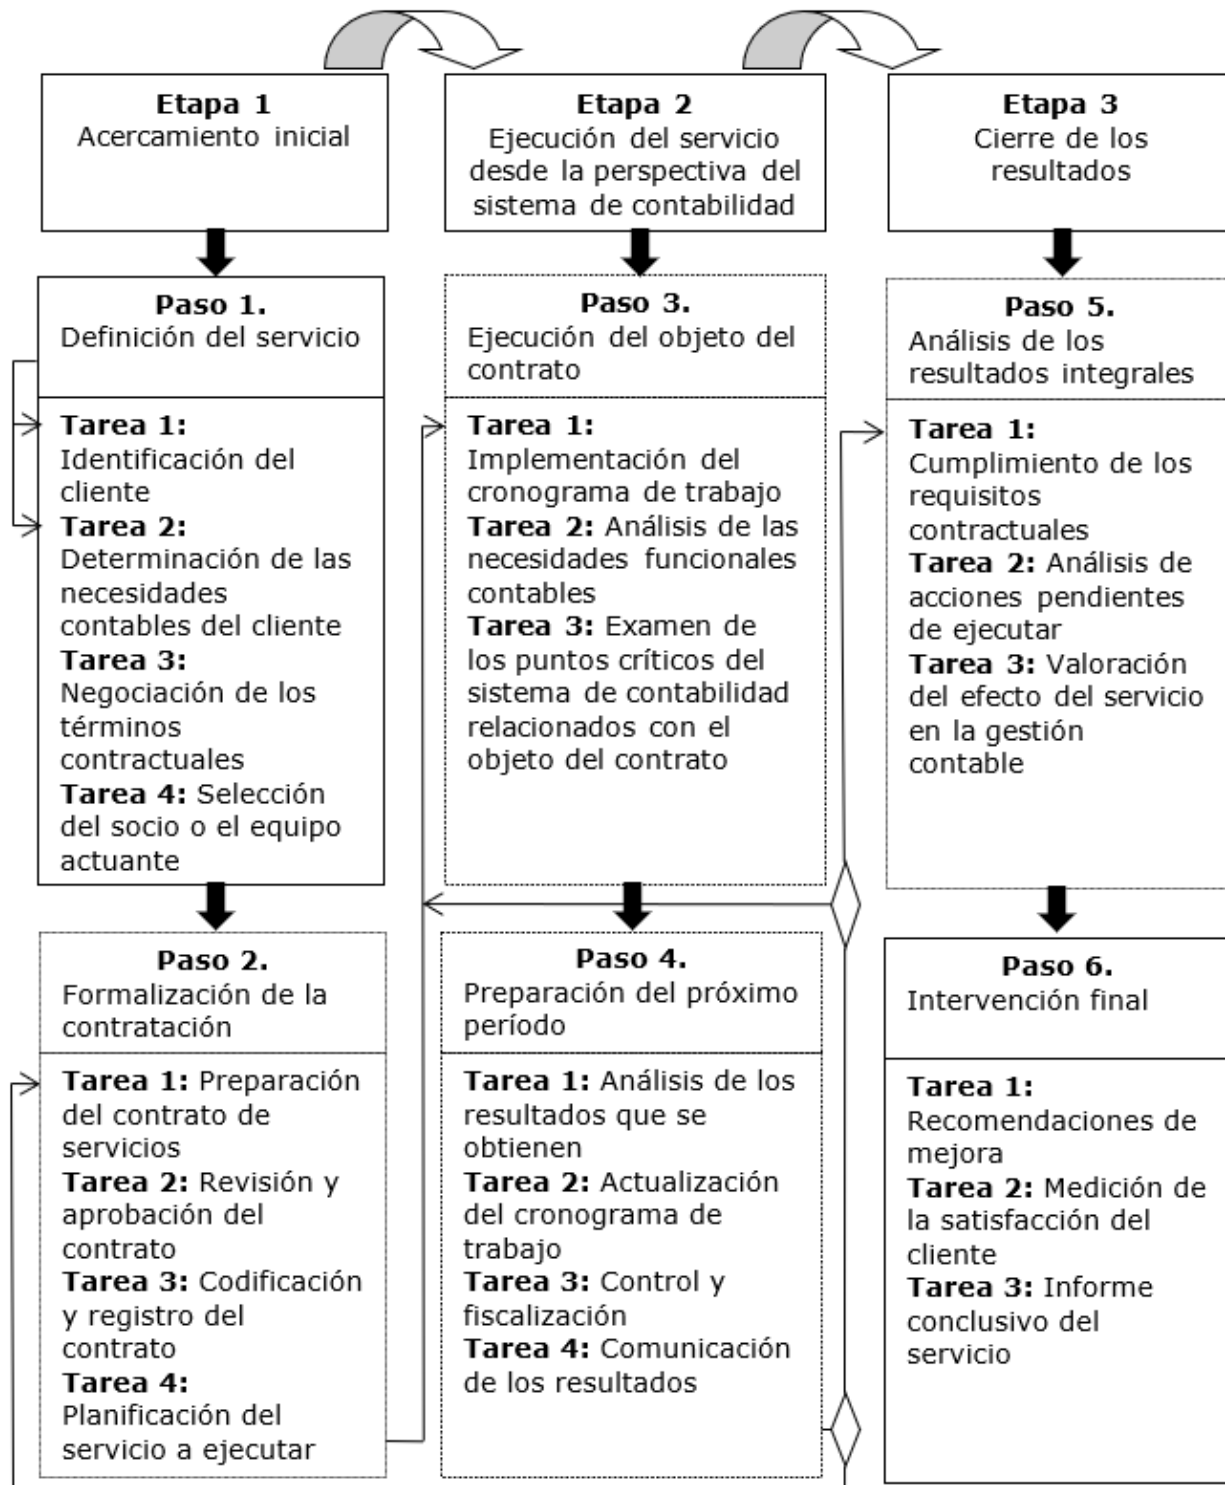 Etapa 1
Acercamiento inicial
Etapa 2
Ejecución del servicio
desde la perspectiva del
sistema de contabilidad
Etapa 3
Cierre de los
resultados
Paso 1.
Definición del servicio
Tarea 1:
Identificación del
cliente
Tarea 2:
Determinación de las
necesidades
contables del cliente
Tarea 3:
Negociación de los
términos
contractuales
Tarea 4: Selección
del socio o el equipo
actuante
Paso 2.
Formalización de la
contratación
Tarea 1: Preparación
del contrato de
servicios
Tarea 2: Revisión y
aprobación del
contrato
Tarea 3: Codificación
y registro del
contrato
Tarea 4:
Planificación del
servicio a ejecutar
Paso 3.
Ejecución del objeto del
contrato
Tarea 1:
Implementación del
cronograma de trabajo
Tarea 2: Análisis de las
necesidades funcionales
contables
Tarea 3: Examen de
los puntos críticos del
sistema de contabilidad
relacionados con el
objeto del contrato
Paso 4.
Preparación del próximo
período
Tarea 1: Análisis de los
resultados que se
obtienen
Tarea 2: Actualización
del cronograma de
trabajo
Tarea 3: Control y
fiscalización
Tarea 4: Comunicación
de los resultados
Paso 5.
Análisis de los
resultados integrales
Tarea 1:
Cumplimiento de los
requisitos
contractuales
Tarea 2: Análisis de
acciones pendientes
de ejecutar
Tarea 3: Valoración
del efecto del servicio
en la gestión
contable
Paso 6.
Intervención final
Tarea 1:
Recomendaciones de
mejora
Tarea 2: Medición de
la satisfacción del
cliente
Tarea 3: Informe
conclusivo del
servicio